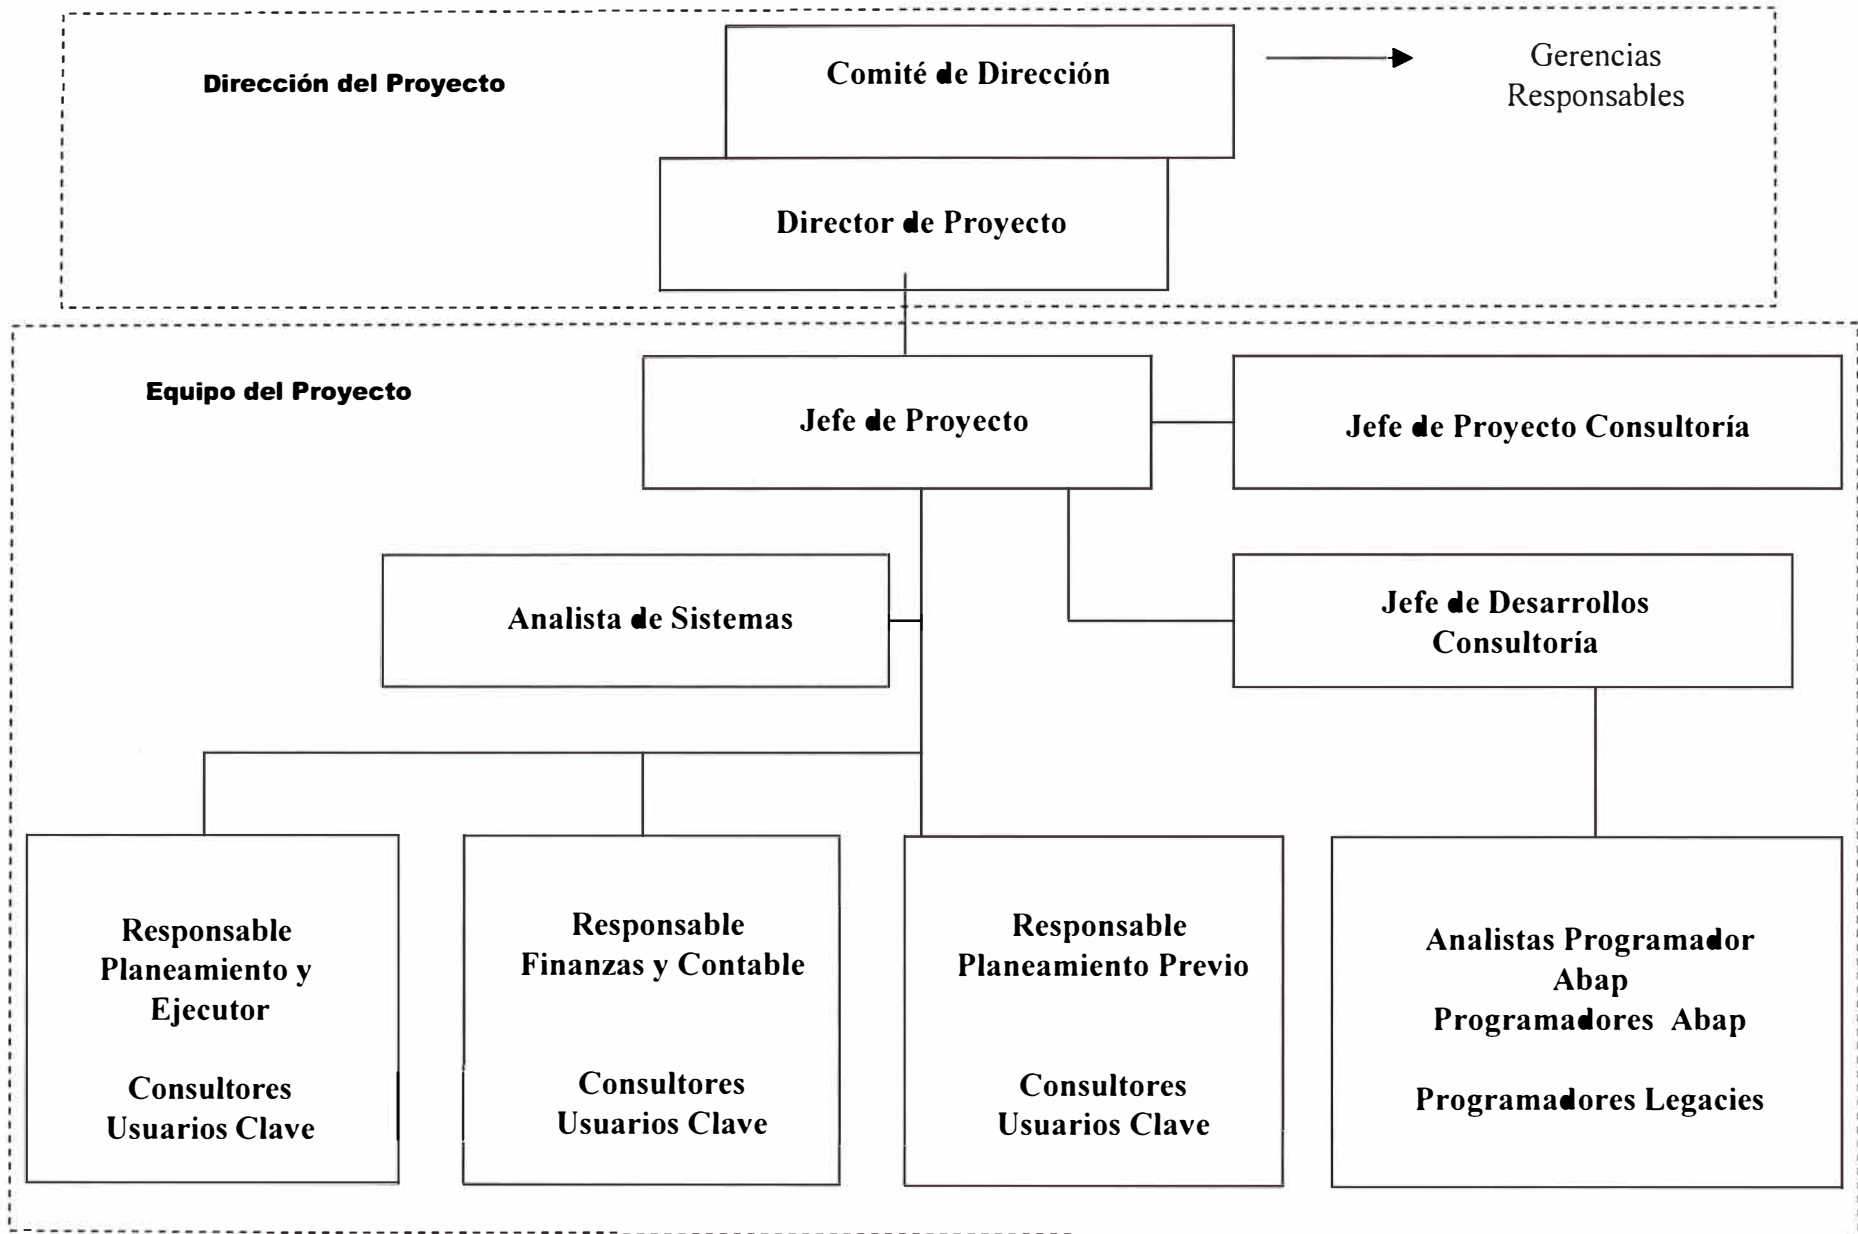 Dirección del Proyecto
Comité de Dirección
Gerencias
Responsables
Director de Proyecto
Equipo del Proyecto
Jefe de Proyecto
Jefe de Proyecto Consultoría
Analista de Sistemas
Jefe de Desarrollos
Consultoría
Responsable
Planeamiento y
Ejecutor
Consultores
Usuarios Clave
Responsable
Finanzas y Contable
Consultores
Usuarios Clave
Responsable
Planeamiento Previo
Consultores
Usuarios Clave
Analistas Programador
Abap
Programadores Abap
Programadores Legacies